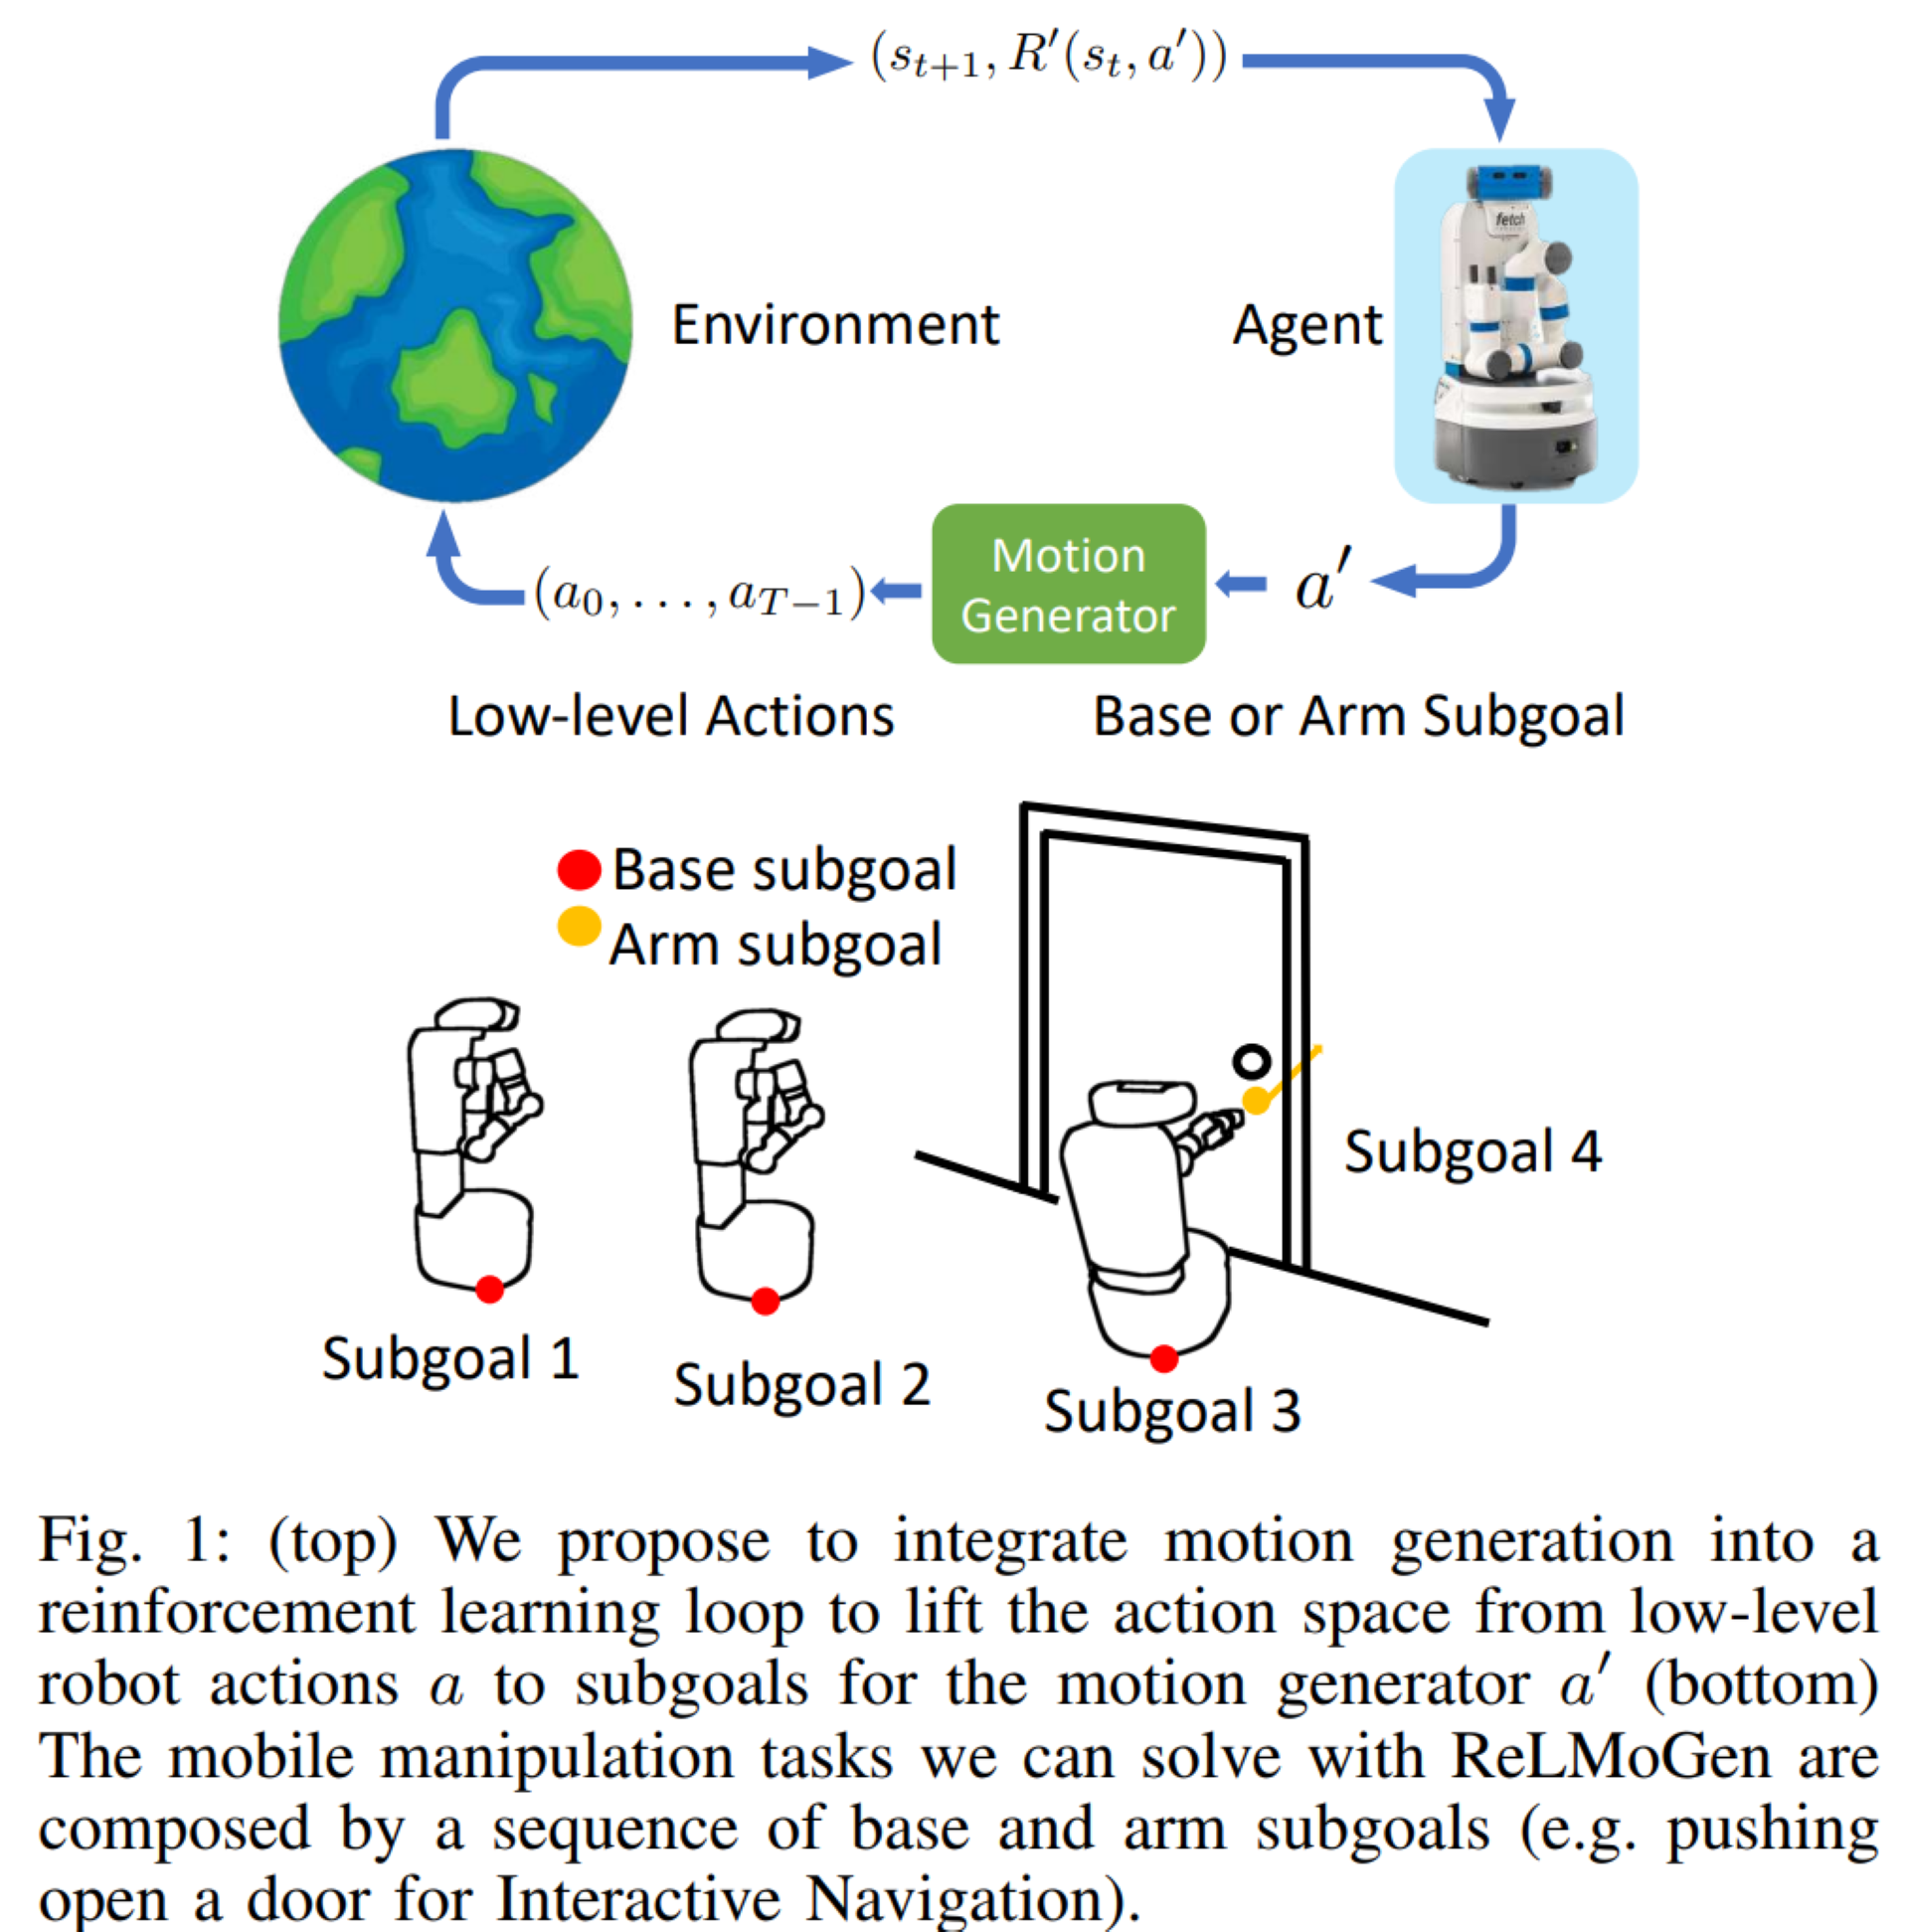 (s_{t+1}, R′(s_t, a′))
fetch
Environment
Agent
Motion
Generator
(a_0, . . . , a_{T−1})
a′
Low-level Actions
Base or Arm Subgoal
Base subgoal
Arm subgoal
Subgoal 4
Subgoal 1
Subgoal 2
Subgoal 3
Fig. 1: (top) We propose to integrate motion generation into a
reinforcement learning loop to lift the action space from low-level
robot actions a to subgoals for the motion generator a′ (bottom)
The mobile manipulation tasks we can solve with ReLMoGen are
composed by a sequence of base and arm subgoals (e.g. pushing
open a door for Interactive Navigation).